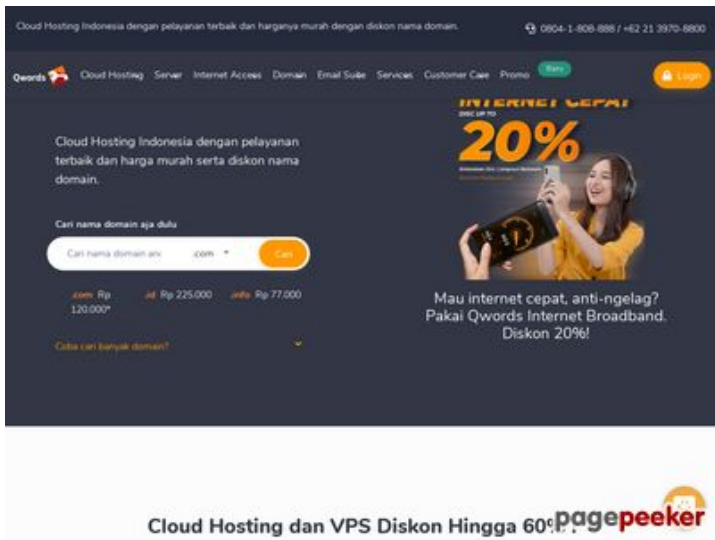 Cloud Hosting Indonesia dengan pelayanan terbaik dan harganya murah dengan diskon nama domain.
0804-1-808-888 / +62 21 3970-8800
Qwords
Cloud Hosting Server Internet Access Domain Email Suite Services Customer Care Promo Baru
Login
INTERNET CEPAT
DISC UP TO
20%
Cloud Hosting Indonesia dengan pelayanan
terbaik dan harga murah serta diskon nama
domain.
Cari nama domain aja dulu
Cari nama domain .com
Cari
.com Rp
120.000*
.id Rp 225.000
.info Rp 77.000
Coba cari banyak domain?
Mau internet cepat, anti-ngelag?
Pakai Qwords Internet Broadband.
Diskon 20%!
Cloud Hosting dan VPS Diskon Hingga 60%
pagepeeker